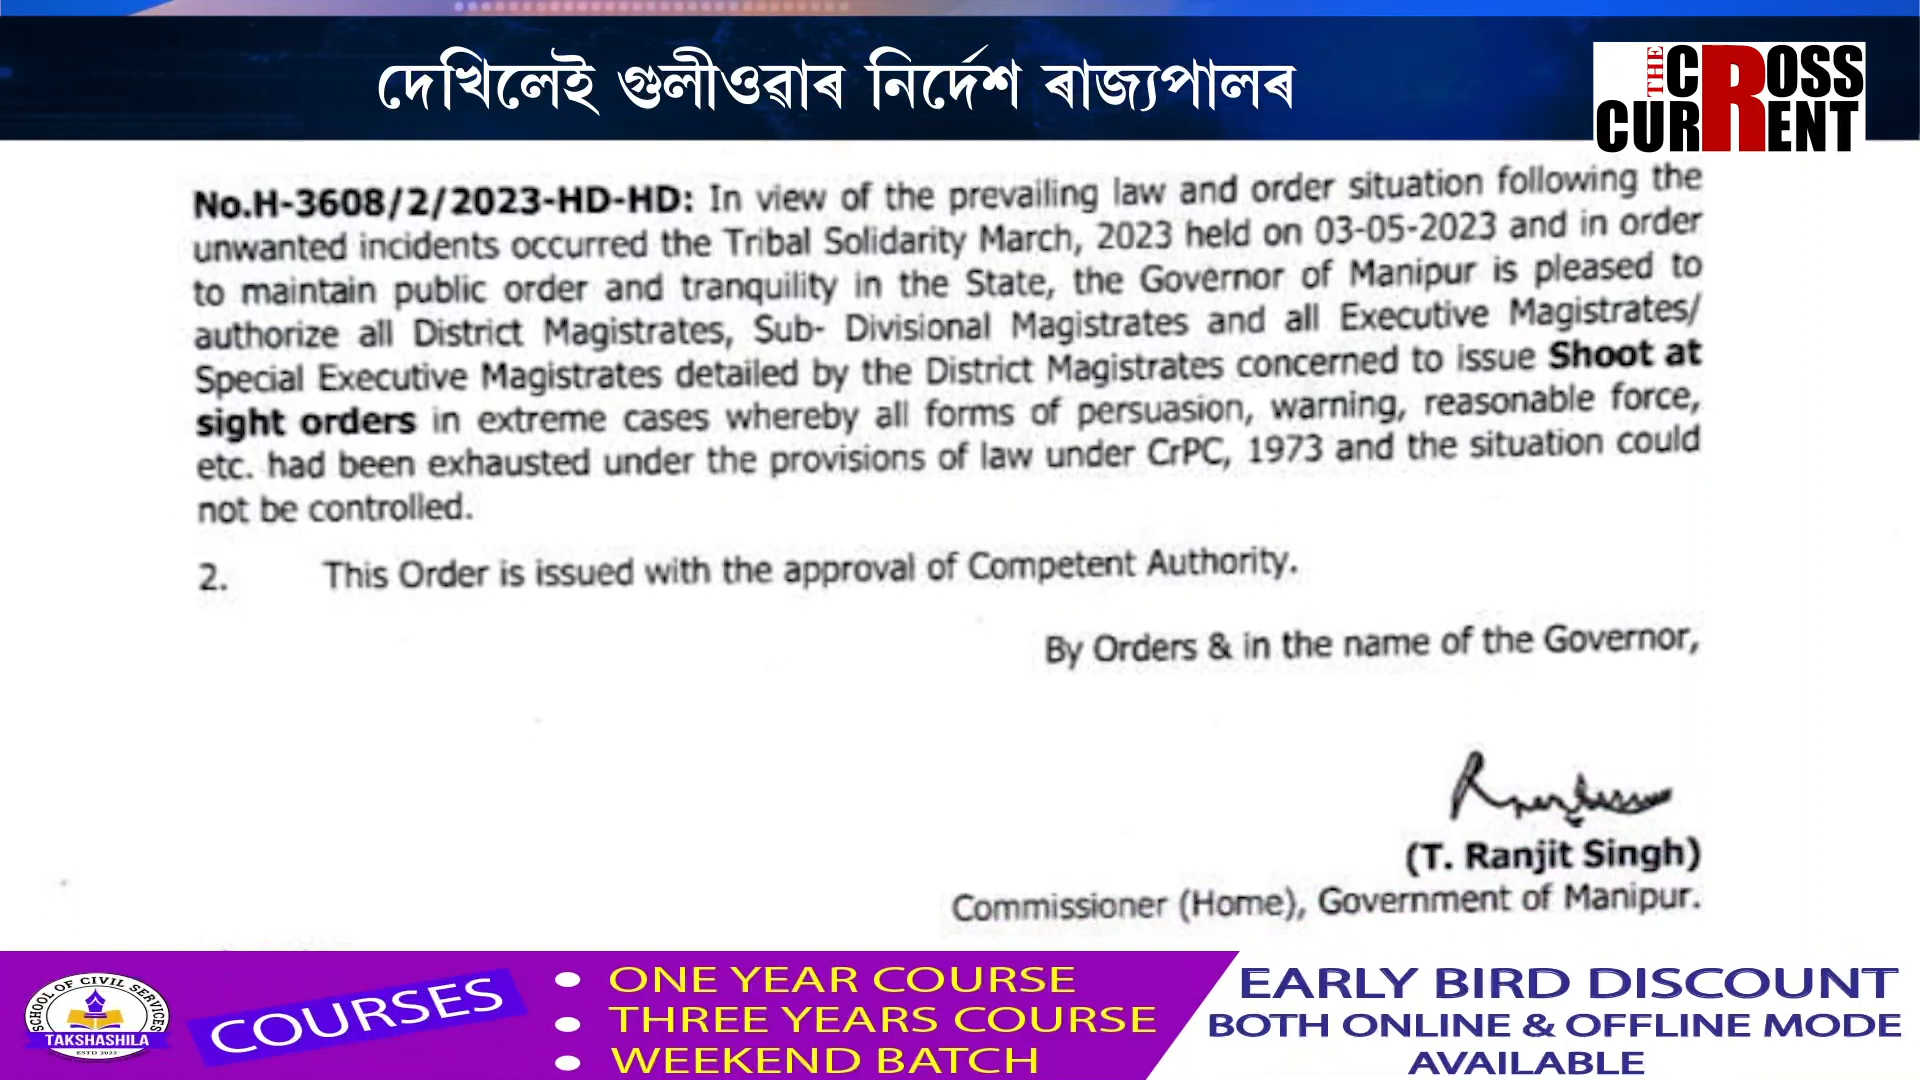 দেখিলেই গুলীওৱাৰ নিৰ্দেশ ৰাজ্যপালৰ
THE CROSS
CURRENT
No.H-3608/2/2023-HD-HD: In view of the prevailing law and order situation following the
unwanted incidents occurred the Tribal Solidarity March, 2023 held on 03-05-2023 and in order
to maintain public order and tranquility in the State, the Governor of Manipur is pleased to
authorize all District Magistrates, Sub- Divisional Magistrates and all Executive Magistrates/
Special Executive Magistrates detailed by the District Magistrates concerned to issue Shoot at
sight orders in extreme cases whereby all forms of persuasion, warning, reasonable force,
etc. had been exhausted under the provisions of law under CrPC, 1973 and the situation could
not be controlled.
2. This Order is issued with the approval of Competent Authority.
By Orders & in the name of the Governor,
(T. Ranjit Singh)
Commissioner (Home), Government of Manipur.
SCHOOL OF CIVIL SERVICES
TAKSHASHILA
ESTD 2022
COURSES
• ONE YEAR COURSE
• THREE YEARS COURSE
• WEEKEND BATCH
EARLY BIRD DISCOUNT
BOTH ONLINE & OFFLINE MODE
AVAILABLE